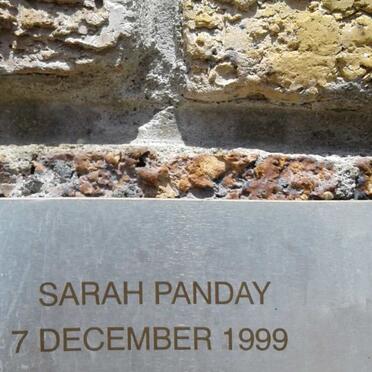 SARAH PANDAY
7 DECEMBER 1999